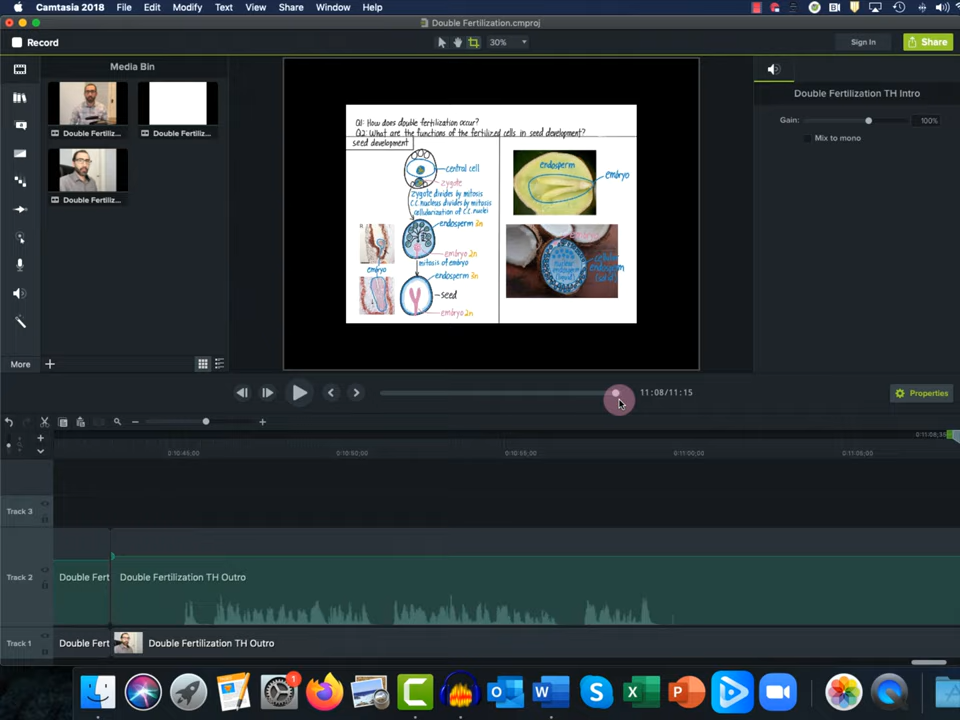 Camtasia 2018 File Edit Modify Text View Share Window Help
Double Fertilization.cmproj
Record
30%
Sign In
Share
Media Bin
Double Fertiliz...
Double Fertiliz...
Double Fertiliz...
More
Q1: How does double fertilization occur?
Q2: What are the functions of the fertilized cells in seed development?
seed development
central cell
zygote
zygote divides by mitosis
C.C. nucleus divides by mitosis
cellularization of C.C. nuclei
endosperm 3n
embryo 2n
mitosis of embryo
embryo
endosperm 3n
seed
embryo 2n
endosperm
embryo
Double Fertilization TH Intro
Gain:
100%
Mix to mono
11:08/11:15
Properties
0:10:45;00
0:10:50;00
0:10:55;00
0:11:00;00
0:11:05;00
Track 3
Track 2
Double Fert
Double Fertilization TH Outro
Track 1
Double Fert
Double Fertilization TH Outro
1